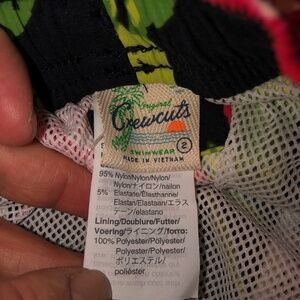 Original
Crewcuts
SWIMWEAR
2
MADE IN VIETNAM
95% Nylon/Nylon/Nylon/
Nylon/ナイロン/nailon
5% Elastane/Élasthanne/
Elastan/Elastaan/エラス
テーン/elastano
Lining/Doublure/Futter/
Voering/ライニング/forro:
100% Polyester/Polyester/
Polyester/Polyester/
ポリエステル/
poliéster